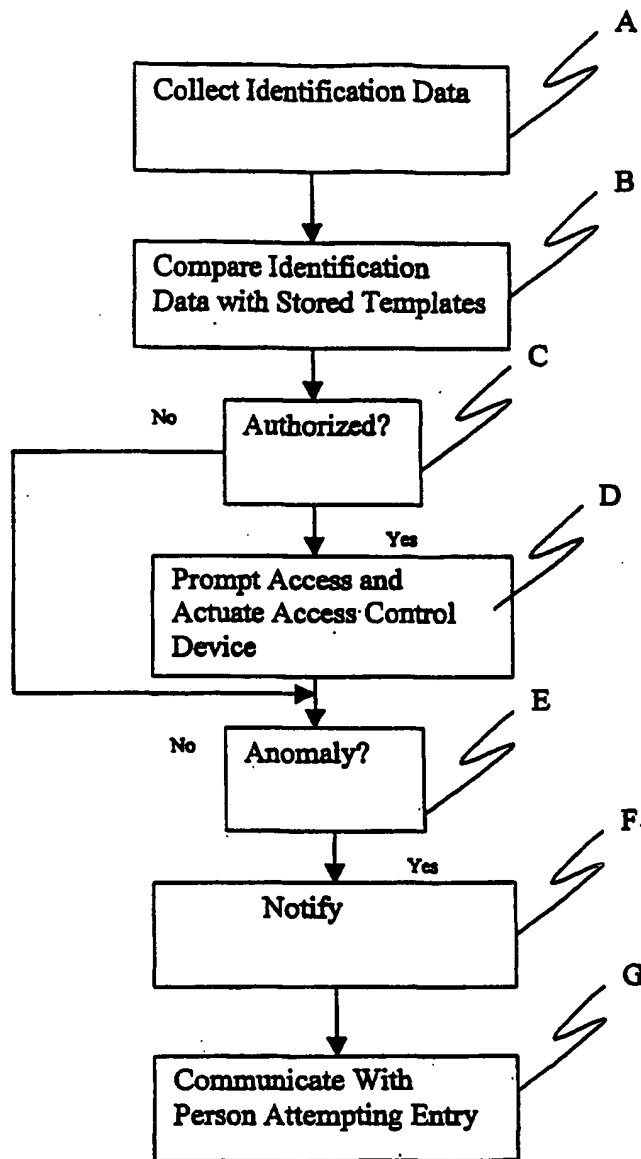 A
Collect Identification Data
B
Compare Identification
Data with Stored Templates
C
No
Authorized?
D
Yes
Prompt Access and
Actuate Access Control
Device
E
No
Anomaly?
F
Yes
Notify
G
Communicate With
Person Attempting Entry